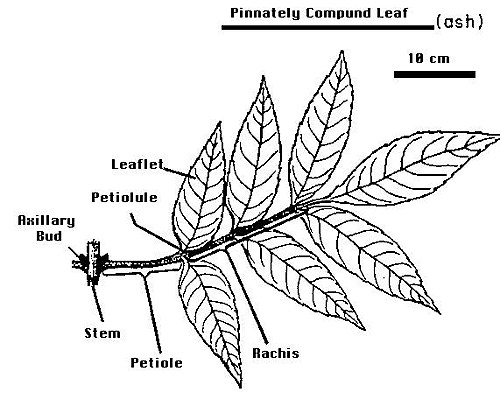 Pinnately Compund Leaf
(ash)
10 cm
Leaflet
Petiolule
Axillary
Bud
Stem
Petiole
Rachis